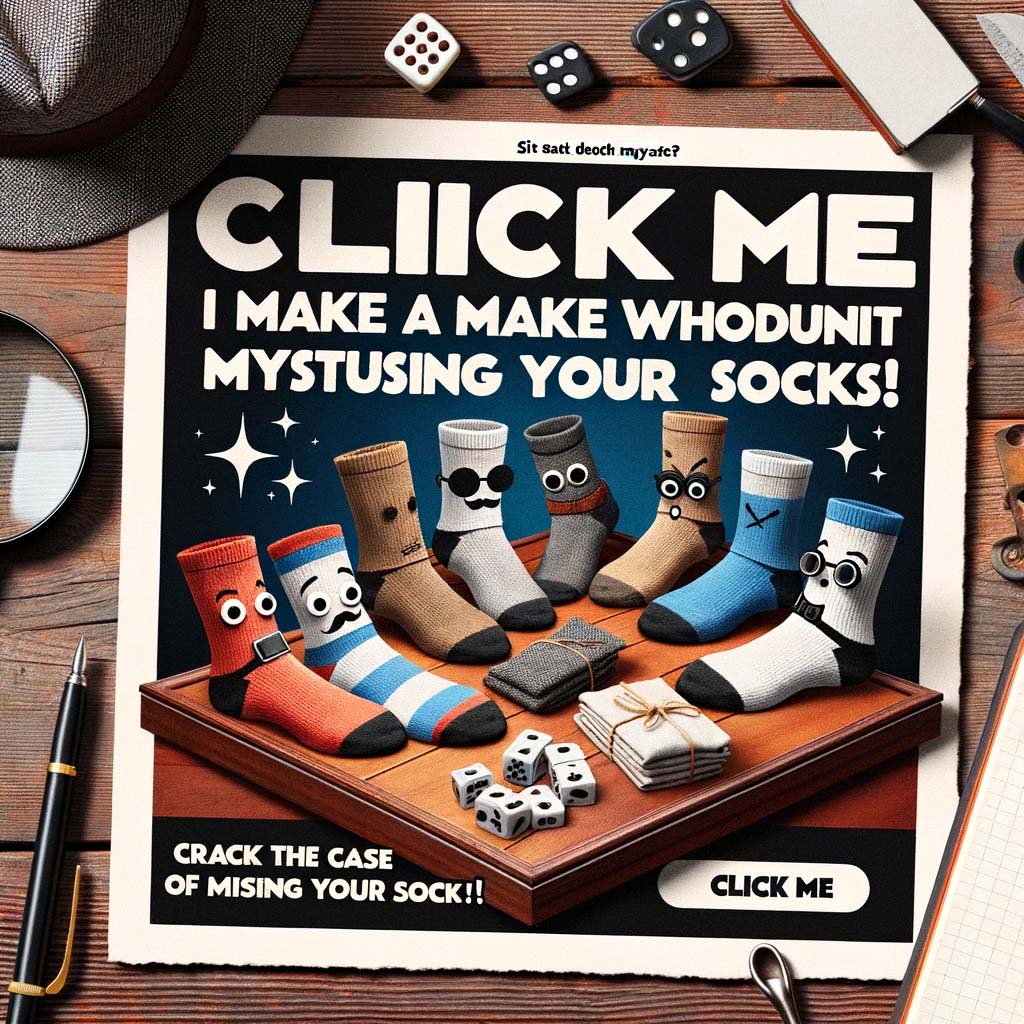 Sit satt deoch
CLIICK ME
I MAKE A MAKE WHODUNIT
MYSTUSING YOUR SOCKS!
CRACK THE CASE
OF MISING YOUR SOCK!!
CLICK ME